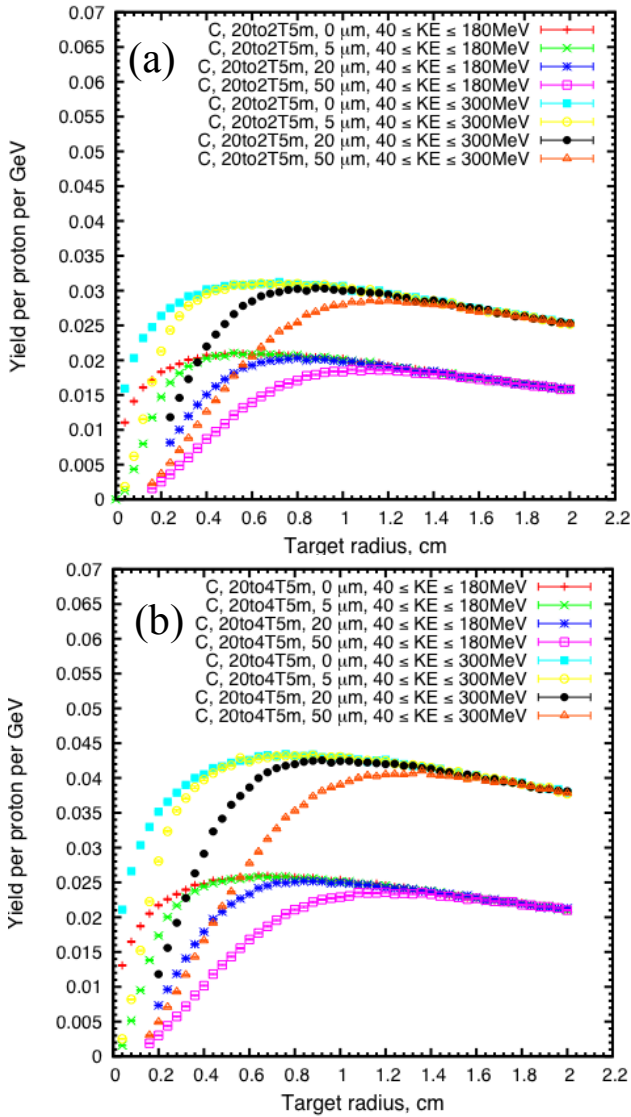 0.07
0.065
0.06
0.055
0.05
0.045
0.04
0.035
0.03
0.025
0.02
0.015
0.01
0.005
0
Yield per proton per GeV
(a)
C, 20to2T5m, 0 μm, 40 ≤ KE ≤ 180MeV
C, 20to2T5m, 5 μm, 40 ≤ KE ≤ 180MeV
C, 20to2T5m, 20 μm, 40 ≤ KE ≤ 180MeV
C, 20to2T5m, 50 μm, 40 ≤ KE ≤ 180MeV
C, 20to2T5m, 0 μm, 40 ≤ KE ≤ 300MeV
C, 20to2T5m, 5 μm, 40 ≤ KE ≤ 300MeV
C, 20to2T5m, 20 μm, 40 ≤ KE ≤ 300MeV
C, 20to2T5m, 50 μm, 40 ≤ KE ≤ 300MeV
0 0.2 0.4 0.6 0.8 1 1.2 1.4 1.6 1.8 2 2.2
Target radius, cm
0.07
0.065
0.06
0.055
0.05
0.045
0.04
0.035
0.03
0.025
0.02
0.015
0.01
0.005
0
Yield per proton per GeV
(b)
C, 20to4T5m, 0 μm, 40 ≤ KE ≤ 180MeV
C, 20to4T5m, 5 μm, 40 ≤ KE ≤ 180MeV
C, 20to4T5m, 20 μm, 40 ≤ KE ≤ 180MeV
C, 20to4T5m, 50 μm, 40 ≤ KE ≤ 180MeV
C, 20to4T5m, 0 μm, 40 ≤ KE ≤ 300MeV
C, 20to4T5m, 5 μm, 40 ≤ KE ≤ 300MeV
C, 20to4T5m, 20 μm, 40 ≤ KE ≤ 300MeV
C, 20to4T5m, 50 μm, 40 ≤ KE ≤ 300MeV
0 0.2 0.4 0.6 0.8 1 1.2 1.4 1.6 1.8 2 2.2
Target radius, cm